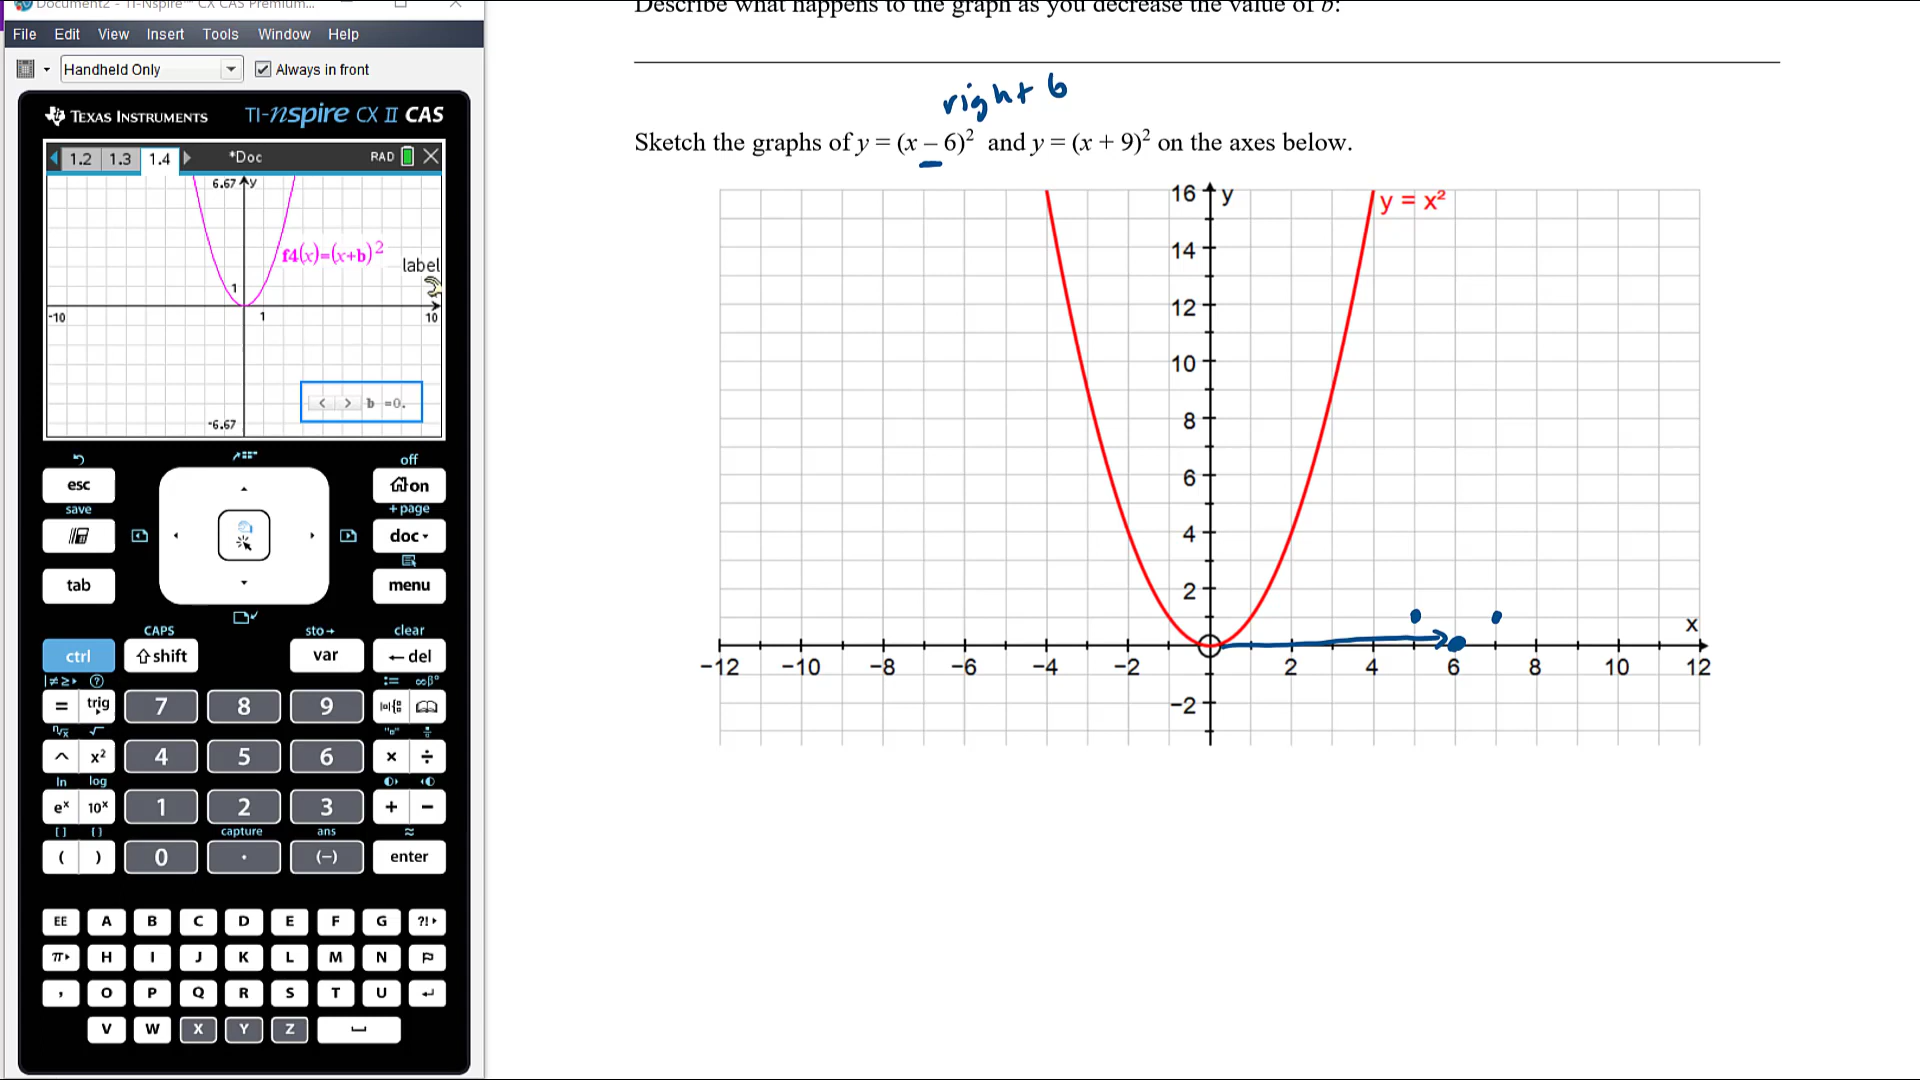 Document2 - TI-Nspire™ CX CAS Premium...
File Edit View Insert Tools Window Help
Handheld Only
Always in front
TEXAS INSTRUMENTS
TI-nspire CX II CAS
1.2 1.3 1.4 *Doc RAD
6.67 y
f4(x)=(x+b)²
label
1
-10 1 10
b =0.
-6.67
off
esc on
save + page
doc
tab menu
CAPS sto→ clear
ctrl shift var ←del
= trig 7 8 9
^ x² 4 5 6 × ÷
ln log
eˣ 10ˣ 1 2 3 + −
[ ] { } capture ans ≈
( ) 0 . (−) enter
EE A B C D E F G ?!▸
π▸ H I J K L M N
, O P Q R S T U
V W X Y Z
Describe what happens to the graph as you decrease the value of b:
right 6
Sketch the graphs of y = (x – 6)² and y = (x + 9)² on the axes below.
16 y y = x²
14
12
10
8
6
4
2
x
−12 −10 −8 −6 −4 −2 2 4 6 8 10 12
−2